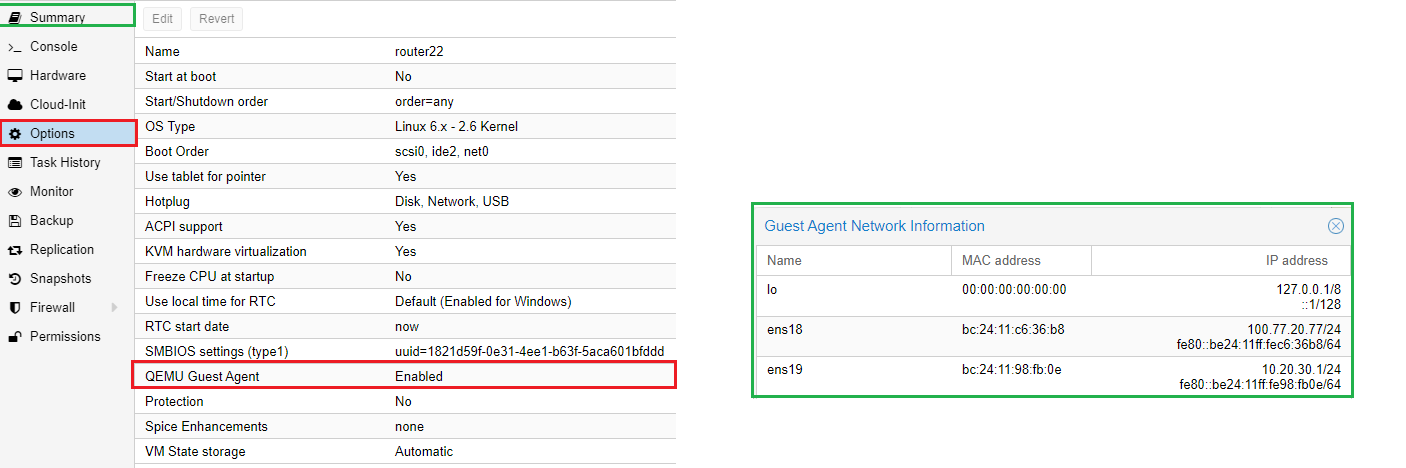 Summary
Console
Hardware
Cloud-Init
Options
Task History
Monitor
Backup
Replication
Snapshots
Firewall
Permissions
Edit Revert
Name router22
Start at boot No
Start/Shutdown order order=any
OS Type Linux 6.x - 2.6 Kernel
Boot Order scsi0, ide2, net0
Use tablet for pointer Yes
Hotplug Disk, Network, USB
ACPI support Yes
KVM hardware virtualization Yes
Freeze CPU at startup No
Use local time for RTC Default (Enabled for Windows)
RTC start date now
SMBIOS settings (type1) uuid=1821d59f-0e31-4ee1-b63f-5aca601bfddd
QEMU Guest Agent Enabled
Protection No
Spice Enhancements none
VM State storage Automatic
Guest Agent Network Information
Name MAC address IP address
lo 00:00:00:00:00:00 127.0.0.1/8
::1/128
ens18 bc:24:11:c6:36:b8 100.77.20.77/24
fe80::be24:11ff:fec6:36b8/64
ens19 bc:24:11:98:fb:0e 10.20.30.1/24
fe80::be24:11ff:fe98:fb0e/64